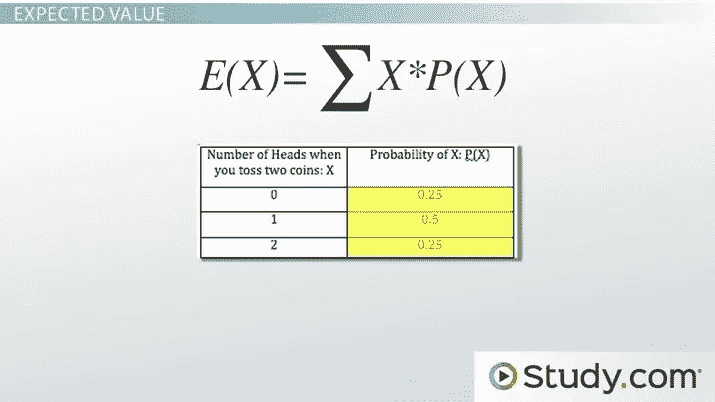 EXPECTED VALUE
E(X)= ∑X*P(X)
Number of Heads when you toss two coins: X	Probability of X: P(X)
0	0.25
1	0.5
2	0.25
Study.com